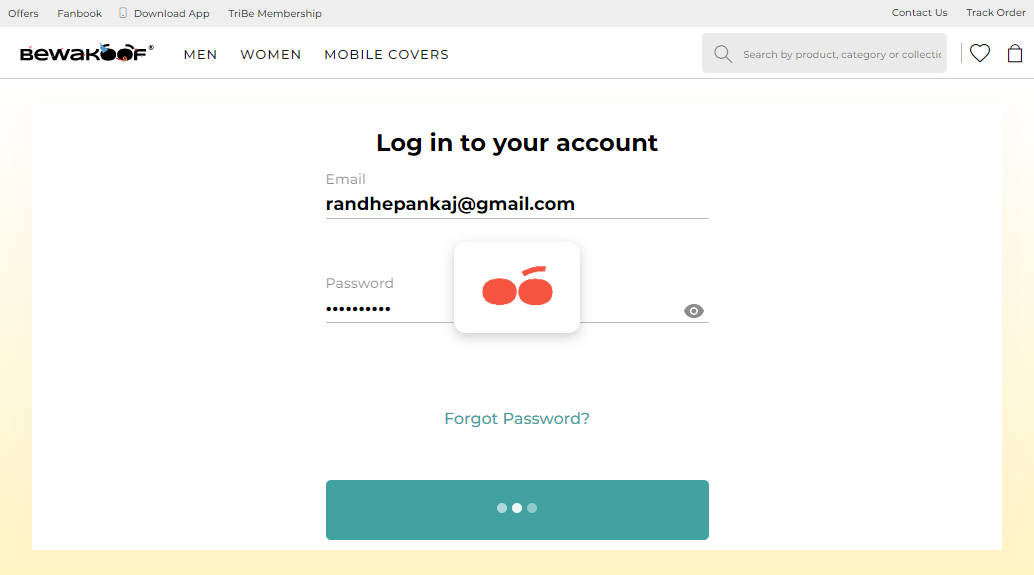 Offers Fanbook Download App TriBe Membership Contact Us Track Order
BEWAKOOF® MEN WOMEN MOBILE COVERS Search by product, category or collectic
Log in to your account
Email
randhepankaj@gmail.com
Password
••••••••••
Forgot Password?